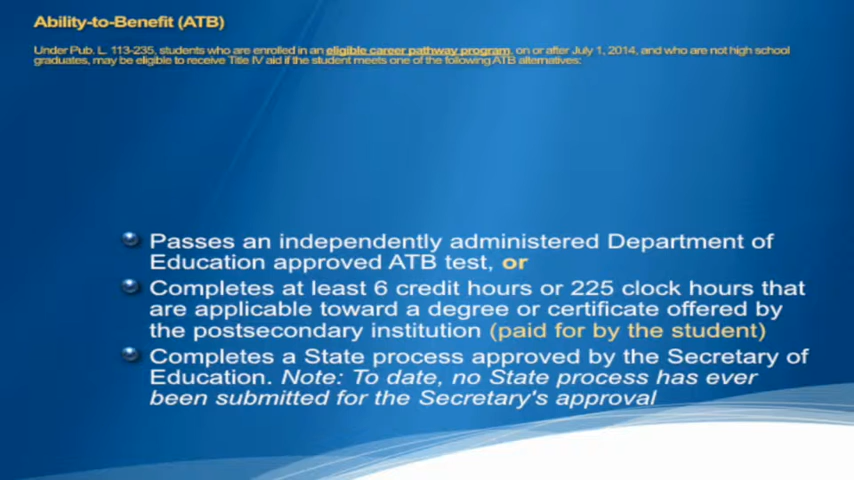 Ability-to-Benefit (ATB)
Under Pub. L. 113-235, students who are enrolled in an eligible career pathway program, on or after July 1, 2014, and who are not high school
graduates, may be eligible to receive Title IV aid if the student meets one of the following ATB alternatives:
Passes an independently administered Department of
Education approved ATB test, or
Completes at least 6 credit hours or 225 clock hours that
are applicable toward a degree or certificate offered by
the postsecondary institution (paid for by the student)
Completes a State process approved by the Secretary of
Education. Note: To date, no State process has ever
been submitted for the Secretary's approval